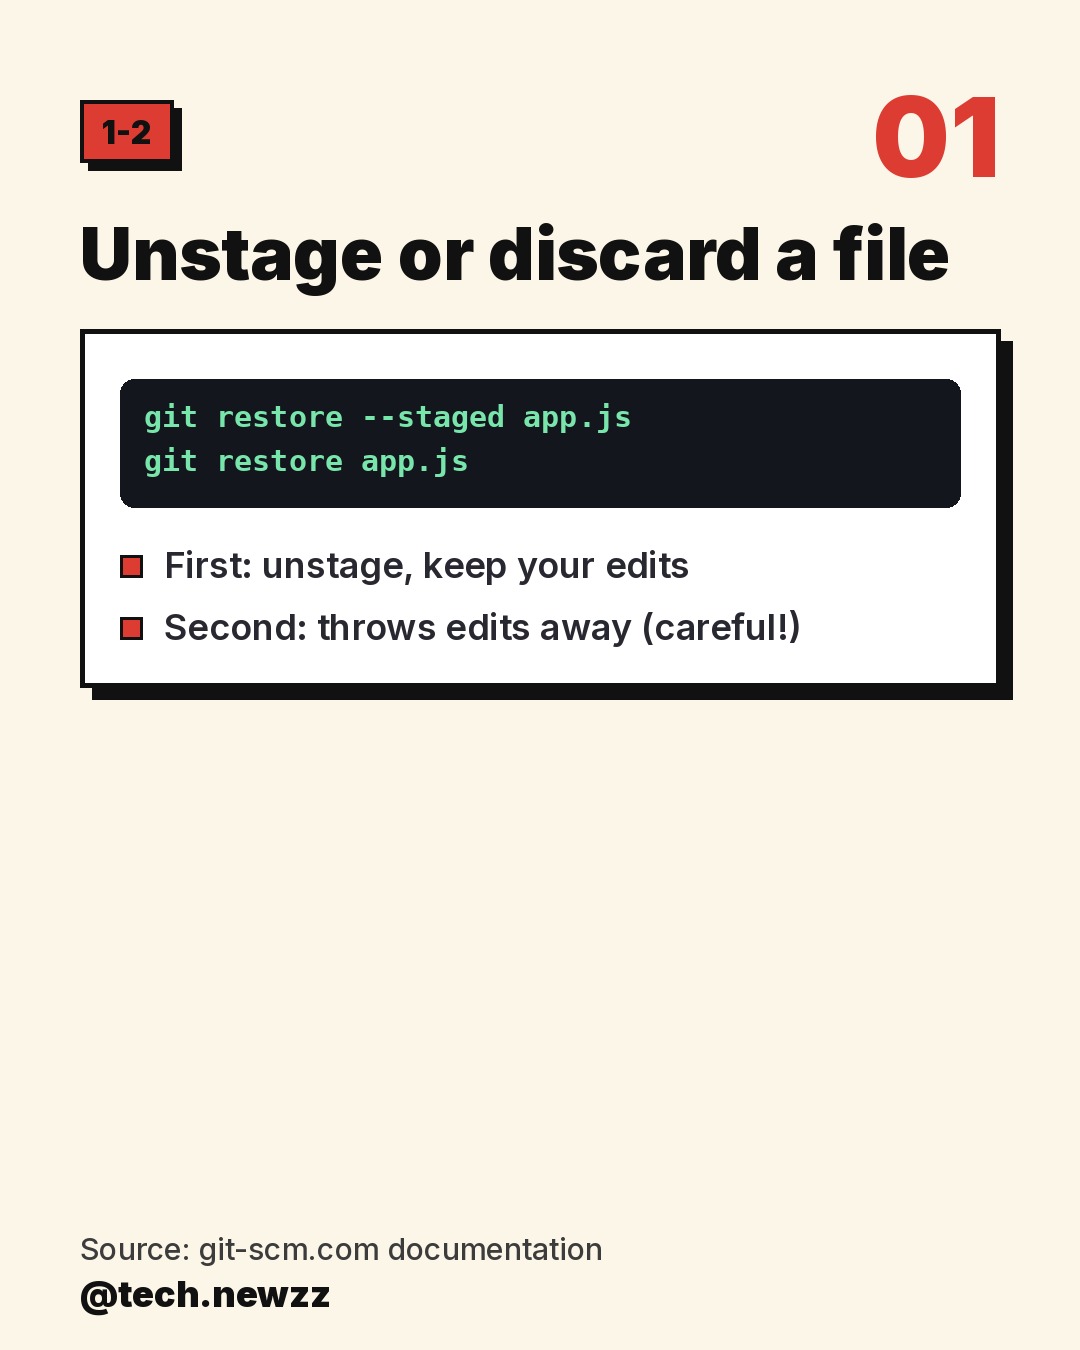 1-2
01
Unstage or discard a file
git restore --staged app.js
git restore app.js
First: unstage, keep your edits
Second: throws edits away (careful!)
Source: git-scm.com documentation
@tech.newzz